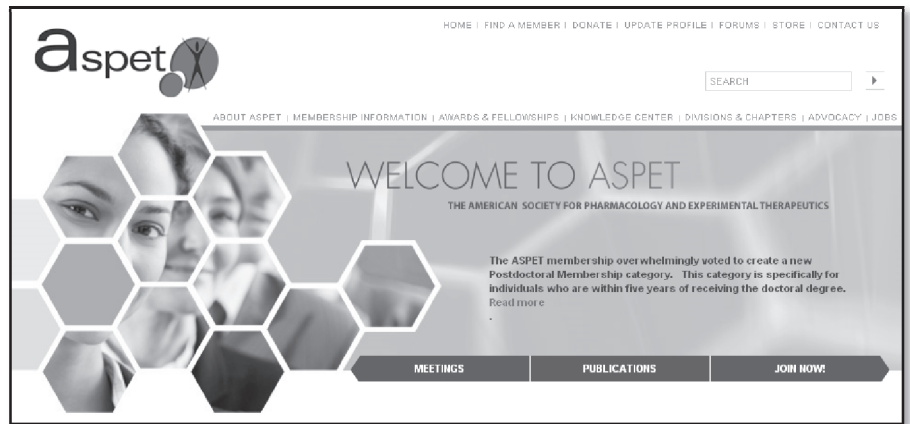 HOME | FIND A MEMBER | DONATE | UPDATE PROFILE | FORUMS | STORE | CONTACT US
aspet
SEARCH
ABOUT ASPET | MEMBERSHIP INFORMATION | AWARDS & FELLOWSHIPS | KNOWLEDGE CENTER | DIVISIONS & CHAPTERS | ADVOCACY | JOBS
WELCOME TO ASPET
THE AMERICAN SOCIETY FOR PHARMACOLOGY AND EXPERIMENTAL THERAPEUTICS
The ASPET membership overwhelmingly voted to create a new
Postdoctoral Membership category. This category is specifically for
individuals who are within five years of receiving the doctoral degree.
Read more
.
MEETINGS PUBLICATIONS JOIN NOW!